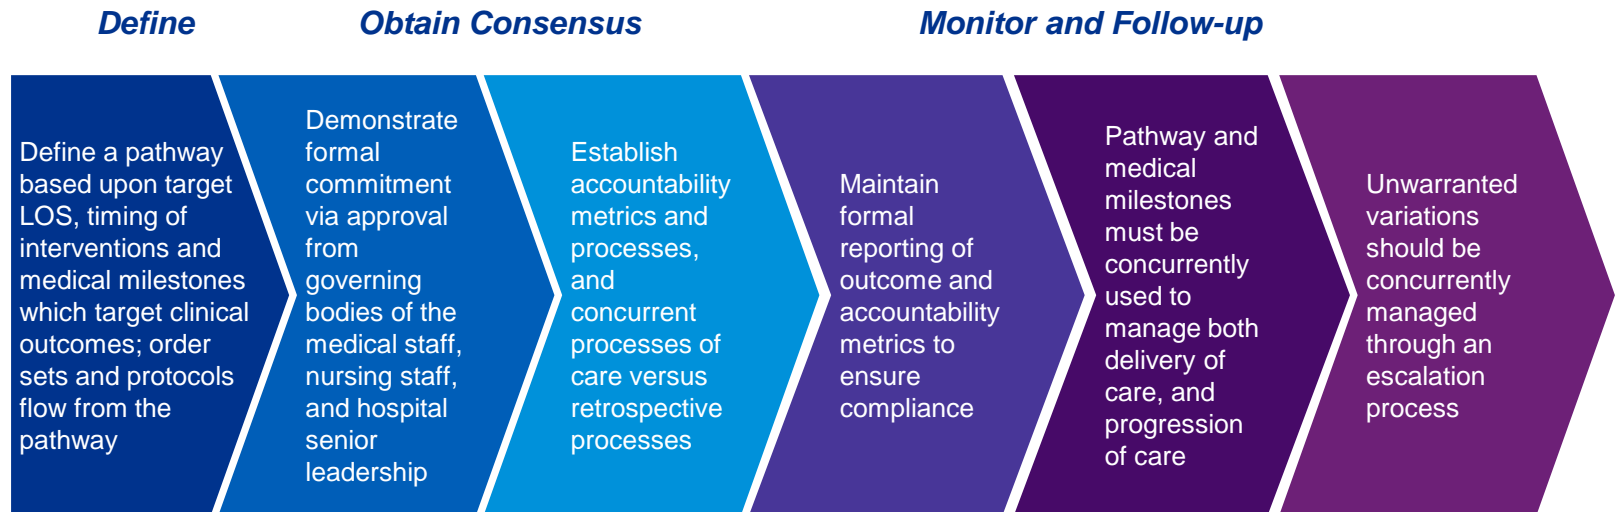 Define
Obtain Consensus
Monitor and Follow-up
Define a pathway
based upon target
LOS, timing of
interventions and
medical milestones
which target clinical
outcomes; order
sets and protocols
flow from the
pathway
Demonstrate
formal
commitment
via approval
from
governing
bodies of the
medical staff,
nursing staff,
and hospital
senior
leadership
Establish
accountability
metrics and
processes,
and
concurrent
processes of
care versus
retrospective
processes
Maintain
formal
reporting of
outcome and
accountability
metrics to
ensure
compliance
Pathway and
medical
milestones
must be
concurrently
used to
manage both
delivery of
care, and
progression
of care
Unwarranted
variations
should be
concurrently
managed
through an
escalation
process